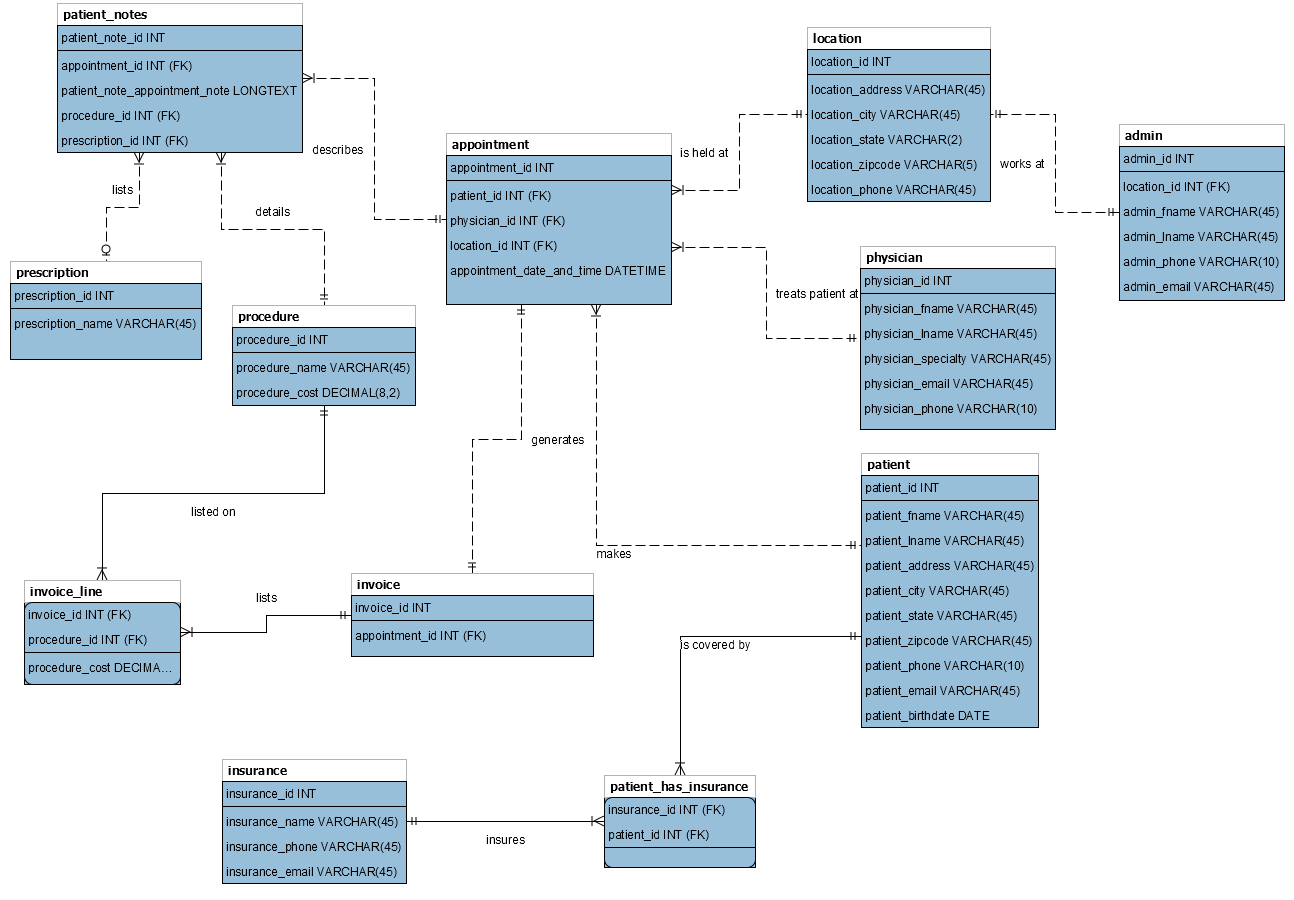 patient_notes
patient_note_id INT
appointment_id INT (FK)
patient_note_appointment_note LONGTEXT
procedure_id INT (FK)
prescription_id INT (FK)
describes
lists
details
prescription
prescription_id INT
prescription_name VARCHAR(45)
procedure
procedure_id INT
procedure_name VARCHAR(45)
procedure_cost DECIMAL(8,2)
appointment
appointment_id INT
patient_id INT (FK)
physician_id INT (FK)
location_id INT (FK)
appointment_date_and_time DATETIME
is held at
location
location_id INT
location_address VARCHAR(45)
location_city VARCHAR(45)
location_state VARCHAR(2)
location_zipcode VARCHAR(5)
location_phone VARCHAR(45)
works at
admin
admin_id INT
location_id INT (FK)
admin_fname VARCHAR(45)
admin_lname VARCHAR(45)
admin_phone VARCHAR(10)
admin_email VARCHAR(45)
treats patient at
physician
physician_id INT
physician_fname VARCHAR(45)
physician_lname VARCHAR(45)
physician_specialty VARCHAR(45)
physician_email VARCHAR(45)
physician_phone VARCHAR(10)
generates
makes
patient
patient_id INT
patient_fname VARCHAR(45)
patient_lname VARCHAR(45)
patient_address VARCHAR(45)
patient_city VARCHAR(45)
patient_state VARCHAR(45)
patient_zipcode VARCHAR(45)
patient_phone VARCHAR(10)
patient_email VARCHAR(45)
patient_birthdate DATE
listed on
invoice_line
invoice_id INT (FK)
procedure_id INT (FK)
procedure_cost DECIMA...
lists
invoice
invoice_id INT
appointment_id INT (FK)
is covered by
insurance
insurance_id INT
insurance_name VARCHAR(45)
insurance_phone VARCHAR(45)
insurance_email VARCHAR(45)
insures
patient_has_insurance
insurance_id INT (FK)
patient_id INT (FK)